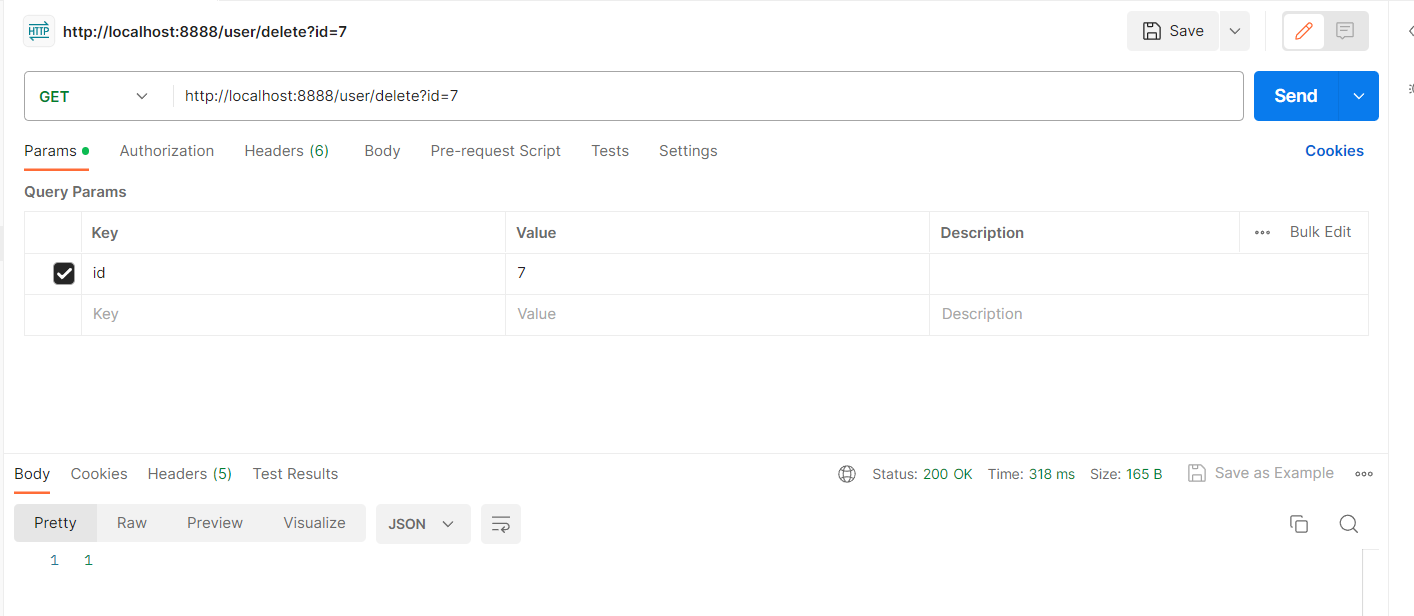 HTTP http://localhost:8888/user/delete?id=7 Save
GET http://localhost:8888/user/delete?id=7 Send
Params Authorization Headers (6) Body Pre-request Script Tests Settings Cookies
Query Params
Key Value Description Bulk Edit
id 7
Key Value Description
Body Cookies Headers (5) Test Results Status: 200 OK Time: 318 ms Size: 165 B Save as Example
Pretty Raw Preview Visualize JSON
1 1